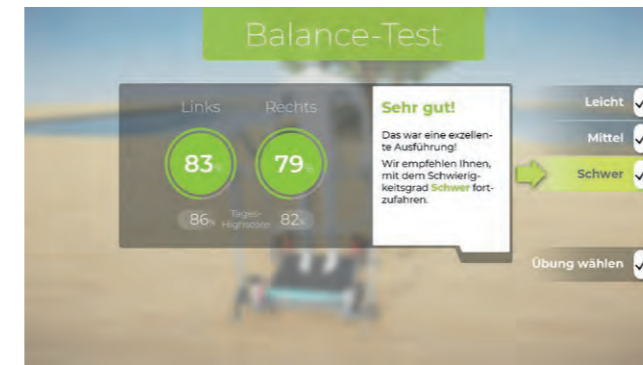 Balance-Test
Links Rechts
83% 79%
86% Tages-Highscore 82%
Sehr gut!
Das war eine exzellen-
te Ausführung!
Wir empfehlen Ihnen,
mit dem Schwierig-
keitsgrad Schwer fort-
zufahren.
Leicht
Mittel
Schwer
Übung wählen